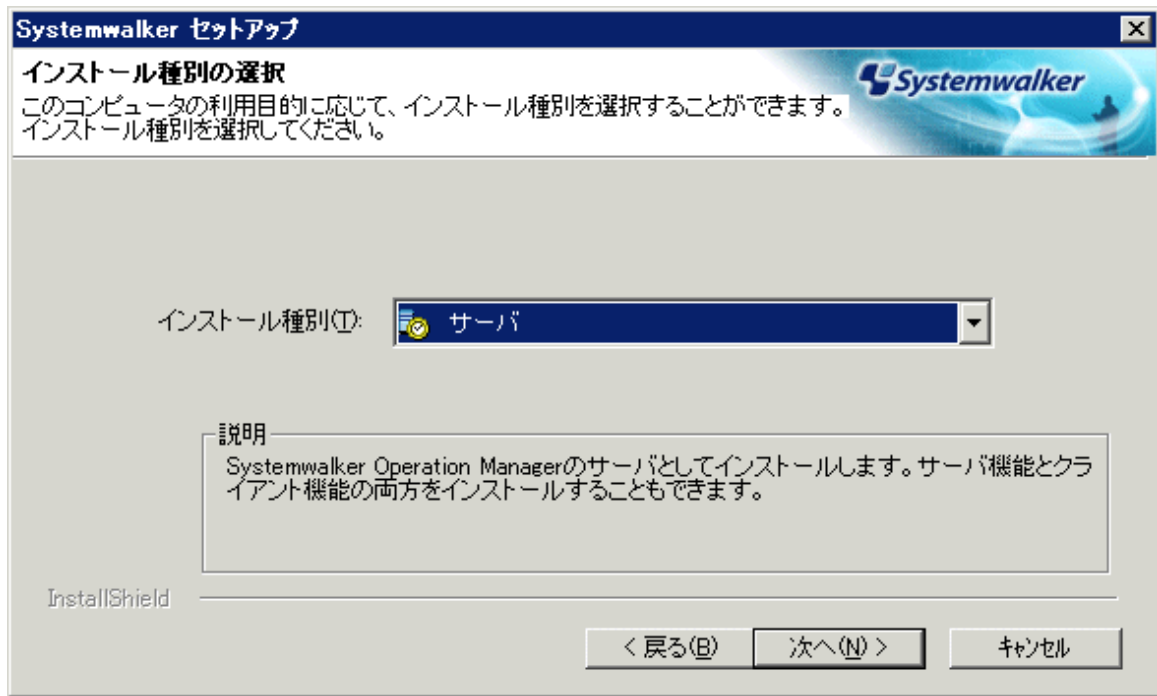 Systemwalker セットアップ
インストール種別の選択
Systemwalker
このコンピュータの利用目的に応じて、インストール種別を選択することができます。
インストール種別を選択してください。
インストール種別(T):
サーバ
説明
Systemwalker Operation Managerのサーバとしてインストールします。サーバ機能とクラ
イアント機能の両方をインストールすることもできます。
InstallShield
< 戻る(B)
次へ(N) >
キャンセル